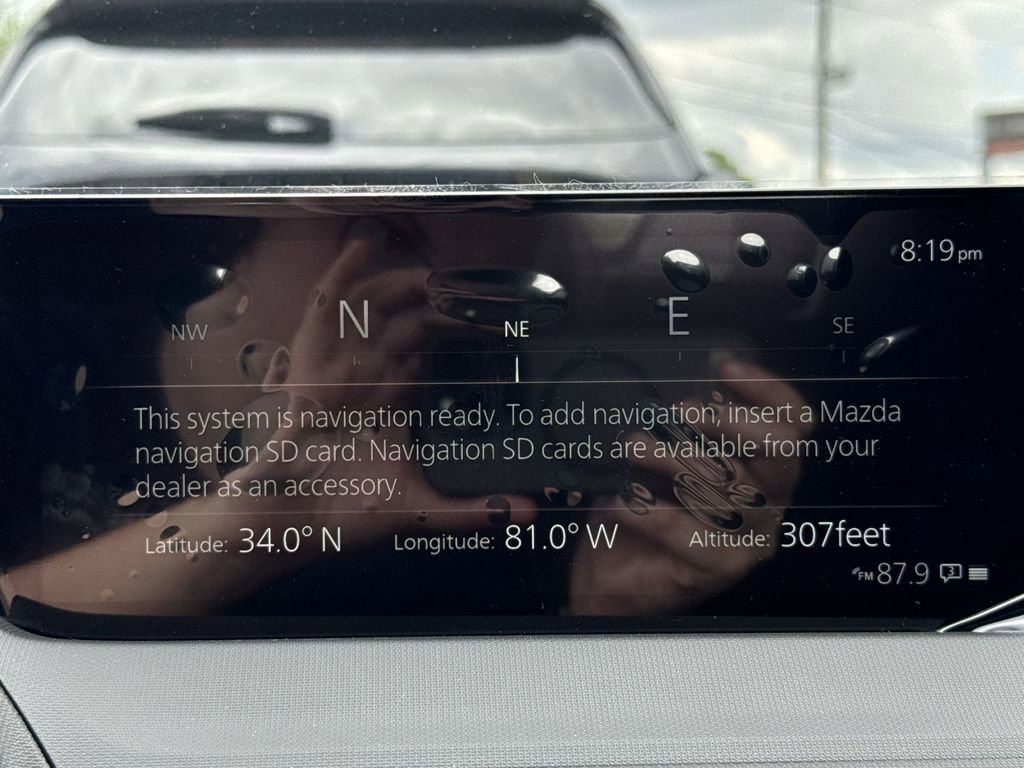 8:19pm
NW N NE E SE
This system is navigation ready. To add navigation, insert a Mazda
navigation SD card. Navigation SD cards are available from your
dealer as an accessory.
Latitude: 34.0° N Longitude: 81.0° W Altitude: 307feet
FM 87.9 3